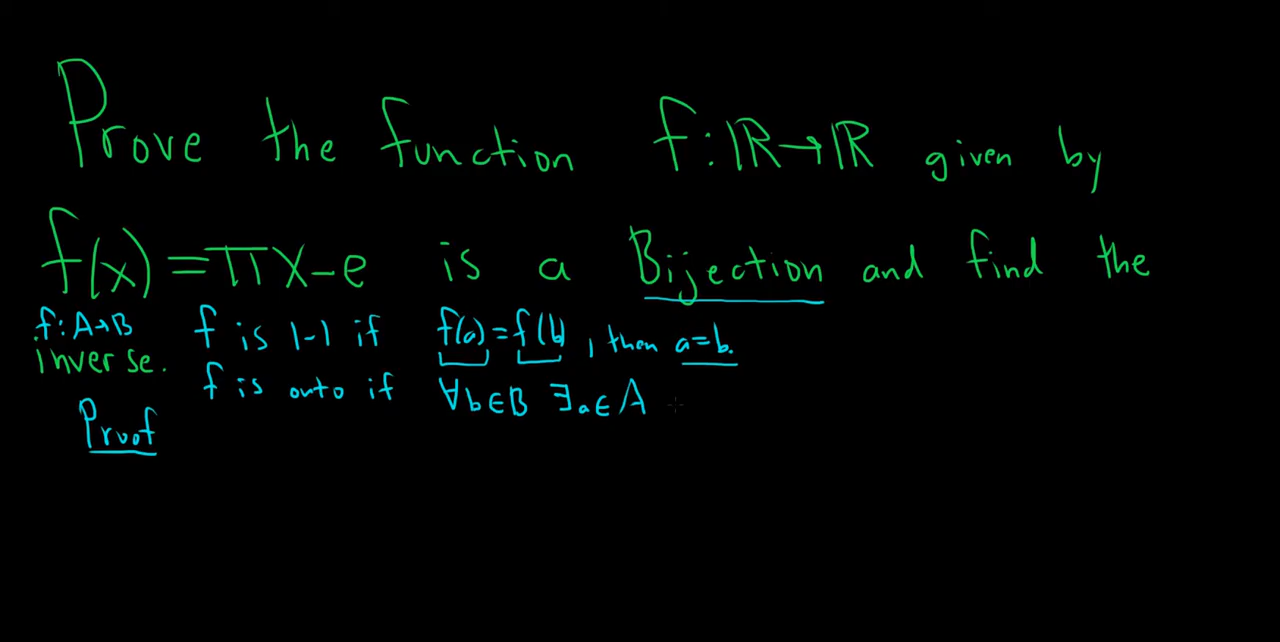 Prove the function f:ℝ→ℝ given by
f(x)=πx-e is a Bijection and find the
f:A→B f is 1-1 if f(a)=f(b), then a=b.
inverse. f is onto if ∀b∈B ∃a∈A
Proof